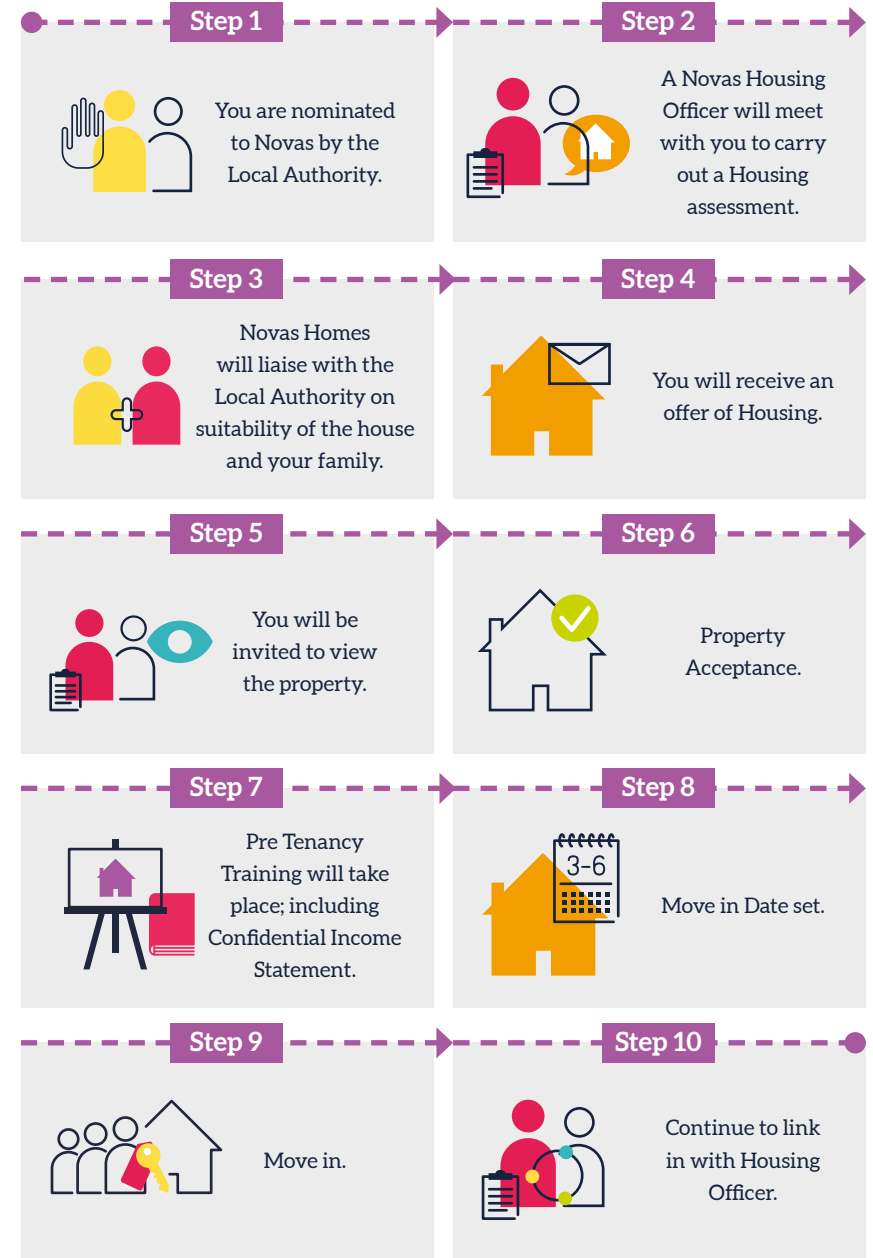 Step 1
You are nominated
to Novas by the
Local Authority.
Step 2
A Novas Housing
Officer will meet
with you to carry
out a Housing
assessment.
Step 3
Novas Homes
will liaise with the
Local Authority on
suitability of the house
and your family.
Step 4
You will receive an
offer of Housing.
Step 5
You will be
invited to view
the property.
Step 6
Property
Acceptance.
Step 7
Pre Tenancy
Training will take
place; including
Confidential Income
Statement.
Step 8
3-6
Move in Date set.
Step 9
Move in.
Step 10
Continue to link
in with Housing
Officer.